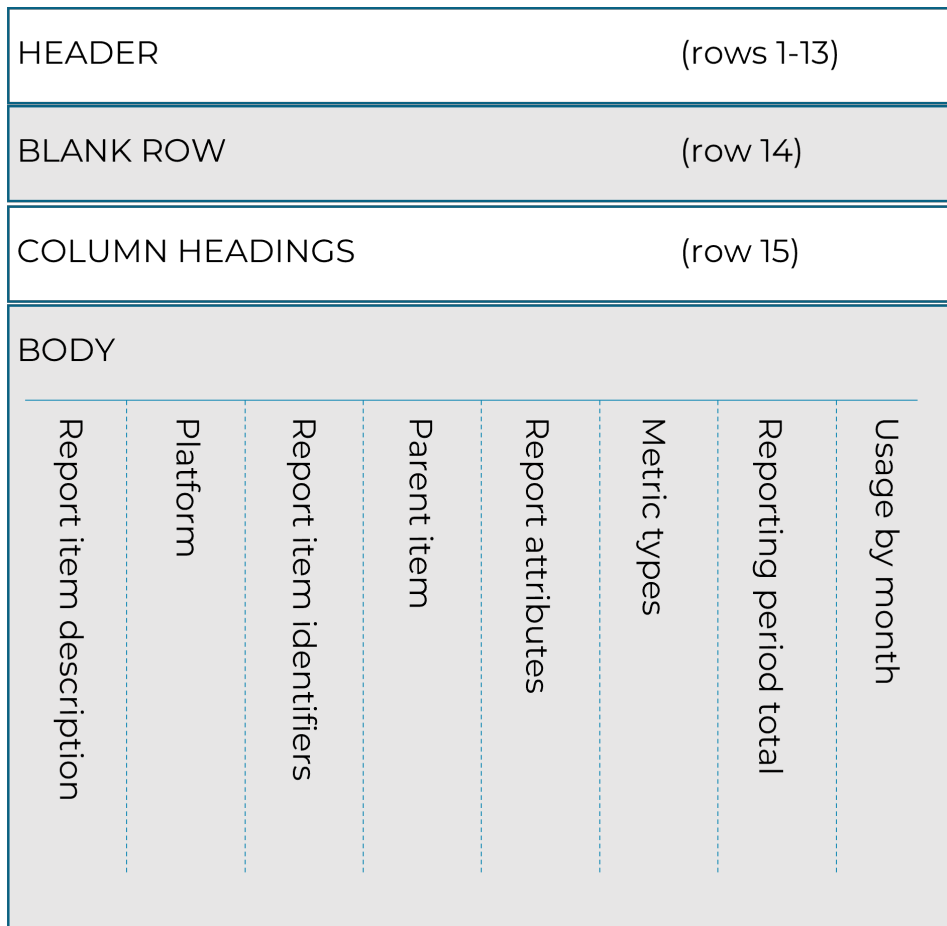 HEADER (rows 1-13)
BLANK ROW (row 14)
COLUMN HEADINGS (row 15)
BODY
Report item description
Platform
Report item identifiers
Parent item
Report attributes
Metric types
Reporting period total
Usage by month